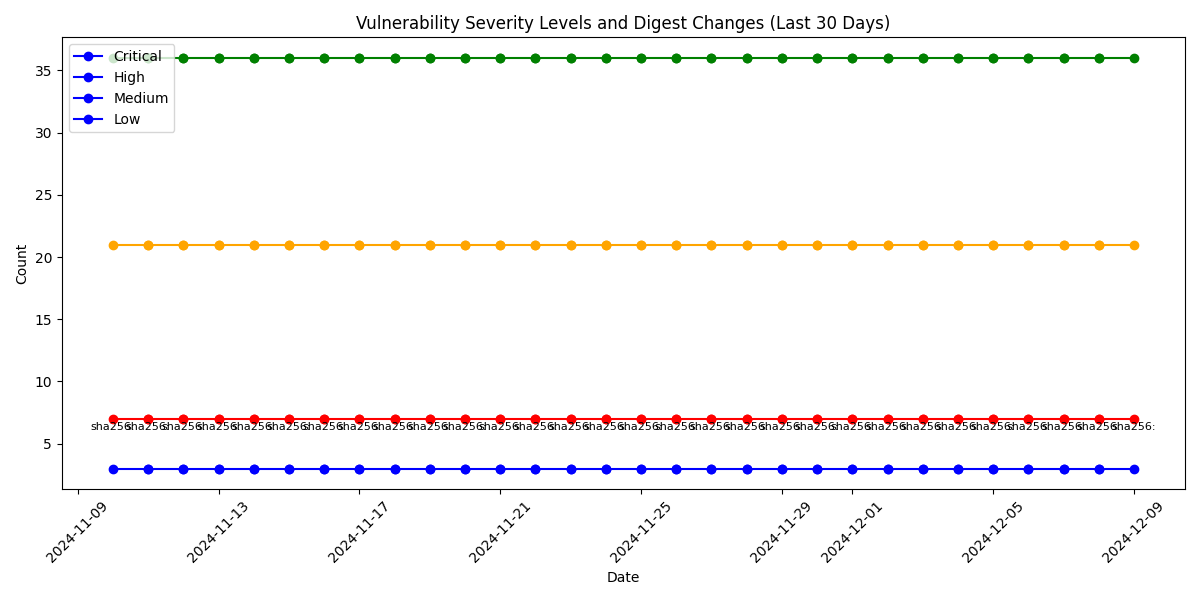 Vulnerability Severity Levels and Digest Changes (Last 30 Days)
Critical
High
Medium
Low
35
30
25
20
15
10
5
Count
sha256: sha256: sha256: sha256: sha256: sha256: sha256: sha256: sha256: sha256: sha256: sha256: sha256: sha256: sha256: sha256: sha256: sha256: sha256: sha256: sha256: sha256: sha256: sha256: sha256: sha256: sha256: sha256: sha256: sha256:
2024-11-09 2024-11-13 2024-11-17 2024-11-21 2024-11-25 2024-11-29 2024-12-01 2024-12-05 2024-12-09
Date